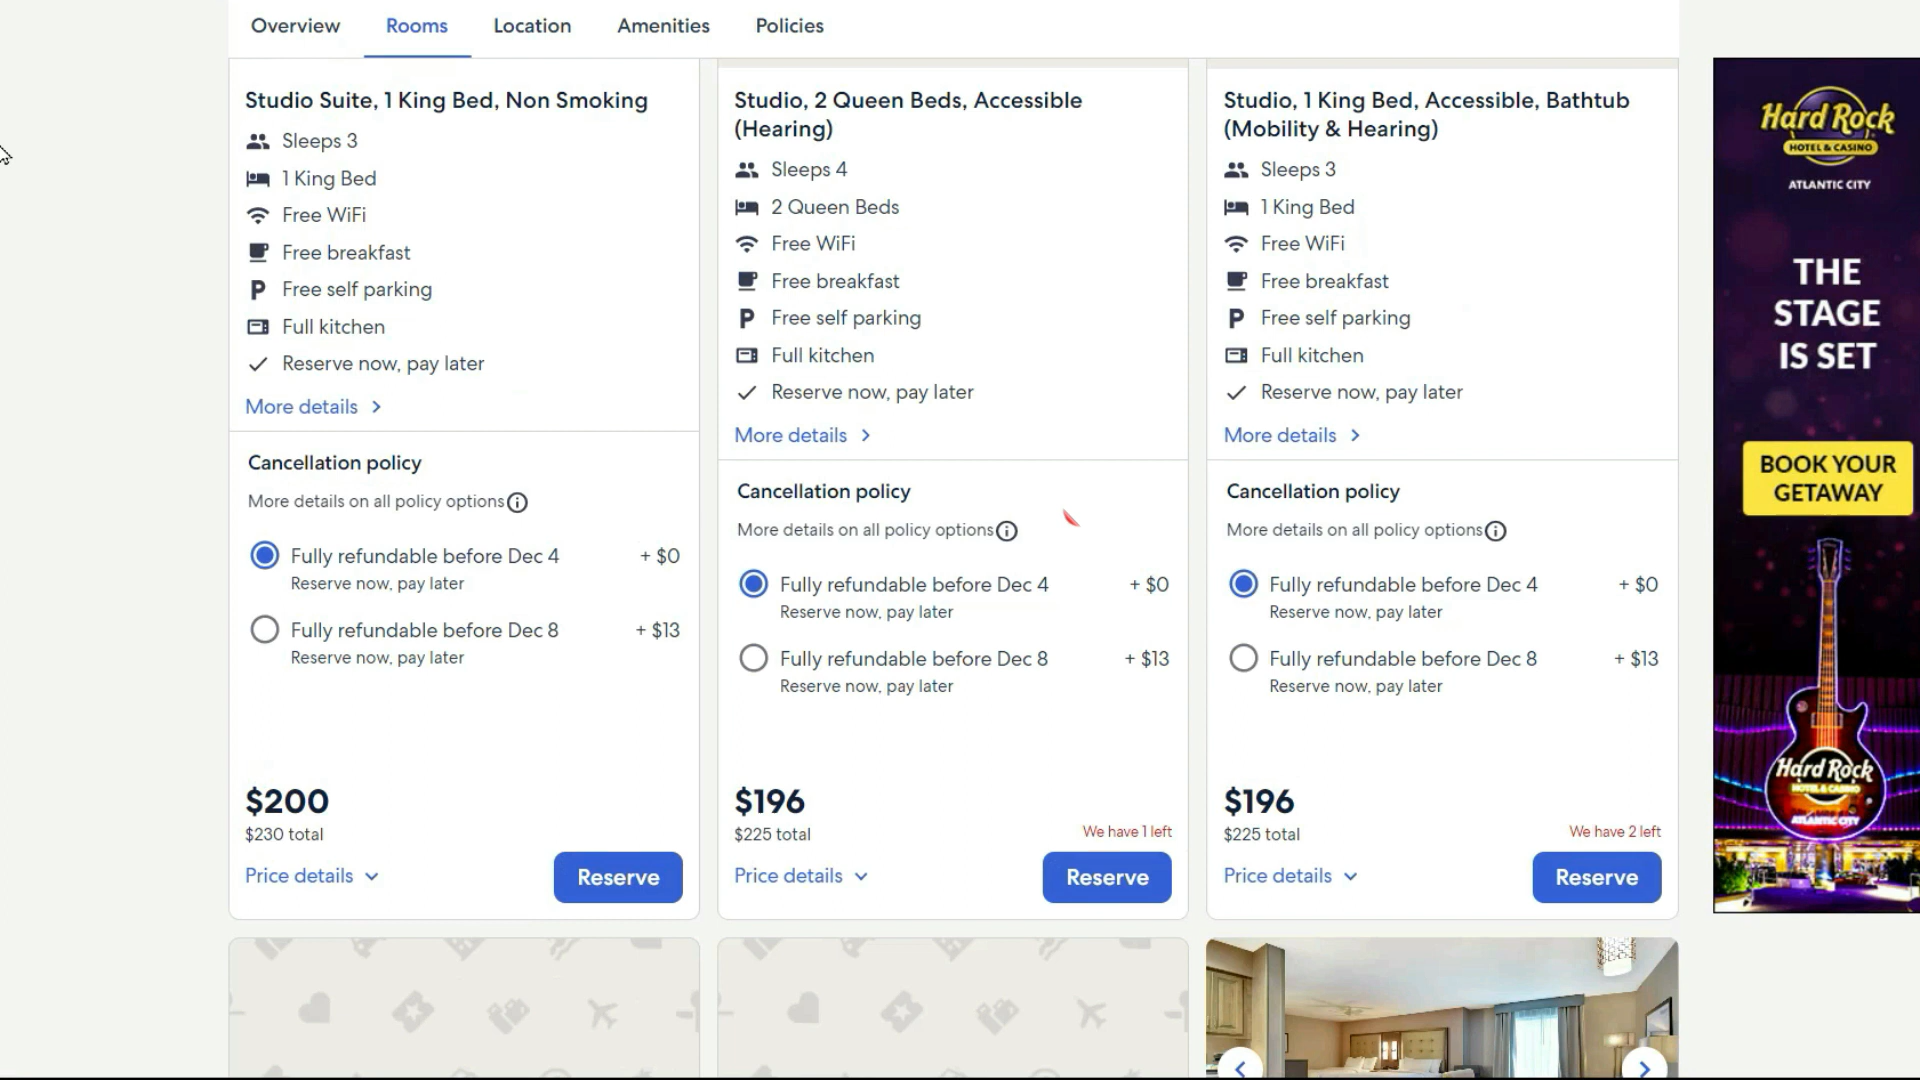 Overview
Rooms
Location
Amenities
Policies
Studio Suite, 1 King Bed, Non Smoking
Sleeps 3
1 King Bed
Free WiFi
Free breakfast
P Free self parking
Full kitchen
Reserve now, pay later
More details
Cancellation policy
More details on all policy options
Fully refundable before Dec 4 + $0
Reserve now, pay later
Fully refundable before Dec 8 + $13
Reserve now, pay later
$200
$230 total
Price details
Reserve
Studio, 2 Queen Beds, Accessible
(Hearing)
Sleeps 4
2 Queen Beds
Free WiFi
Free breakfast
P Free self parking
Full kitchen
Reserve now, pay later
More details
Cancellation policy
More details on all policy options
Fully refundable before Dec 4 + $0
Reserve now, pay later
Fully refundable before Dec 8 + $13
Reserve now, pay later
$196
$225 total
We have 1 left
Price details
Reserve
Studio, 1 King Bed, Accessible, Bathtub
(Mobility & Hearing)
Sleeps 3
1 King Bed
Free WiFi
Free breakfast
P Free self parking
Full kitchen
Reserve now, pay later
More details
Cancellation policy
More details on all policy options
Fully refundable before Dec 4 + $0
Reserve now, pay later
Fully refundable before Dec 8 + $13
Reserve now, pay later
$196
$225 total
We have 2 left
Price details
Reserve
Hard Rock
HOTEL & CASINO
ATLANTIC CITY
THE
STAGE
IS SET
BOOK YOUR
GETAWAY
Hard Rock
HOTEL & CASINO
ATLANTIC CITY